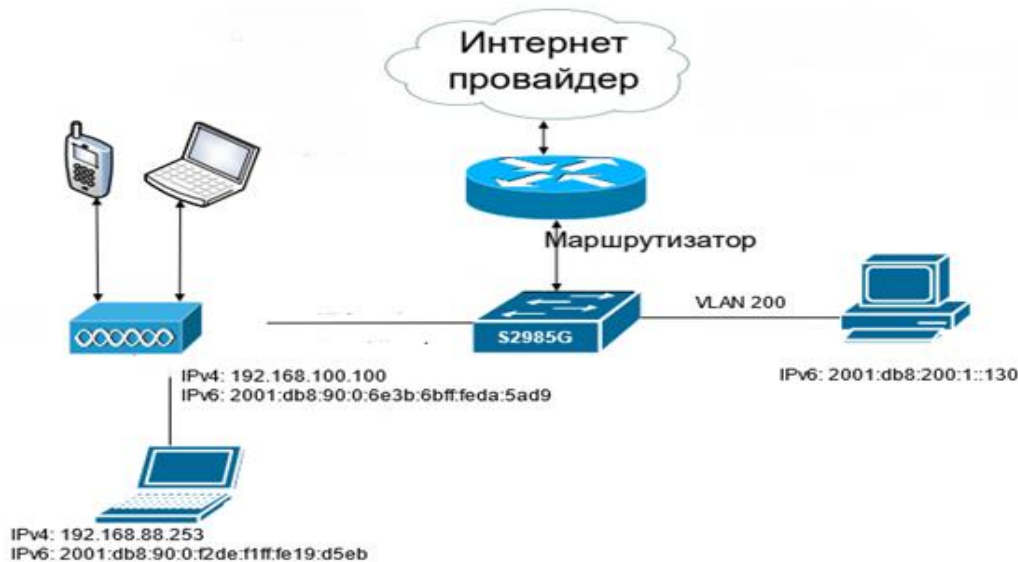 Интернет
провайдер
Маршрутизатор
S2985G
VLAN 200
IPv4: 192.168.100.100
IPv6: 2001:db8:90:0:6e3b:6bff:feda:5ad9
IPv6: 2001:db8:200:1::130
IPv4: 192.168.88.253
IPv6: 2001:db8:90:0:f2de:f1ff:fe19:d5eb